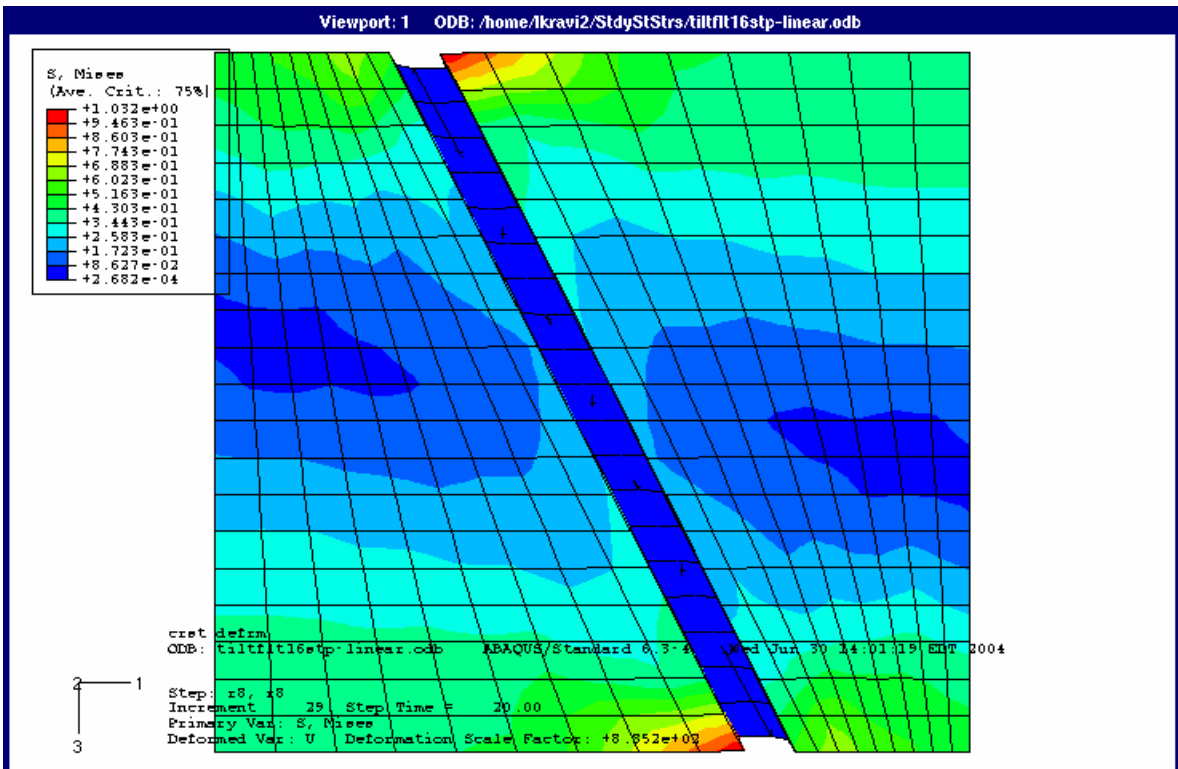 Viewport: 1 ODB: /home/lkravi2/StdyStStrs/tiltflt16stp-linear.odb
S, Mises
(Ave. Crit.: 75%)
+1.032e+00
+9.463e-01
+8.603e-01
+7.743e-01
+6.883e-01
+6.023e-01
+5.163e-01
+4.303e-01
+3.443e-01
+2.583e-01
+1.723e-01
+8.627e-02
+2.682e-04
crst defrm
ODB: tiltflt16stp-linear.odb ABAQUS/Standard 6.3-4 Wed Jun 30 14:01:19 EDT 2004
2 1
Step: r8, r8
Increment 29 Step Time = 20.00
Primary Var: S, Mises
3
Deformed Var: U Deformation Scale Factor: +8.852e+02